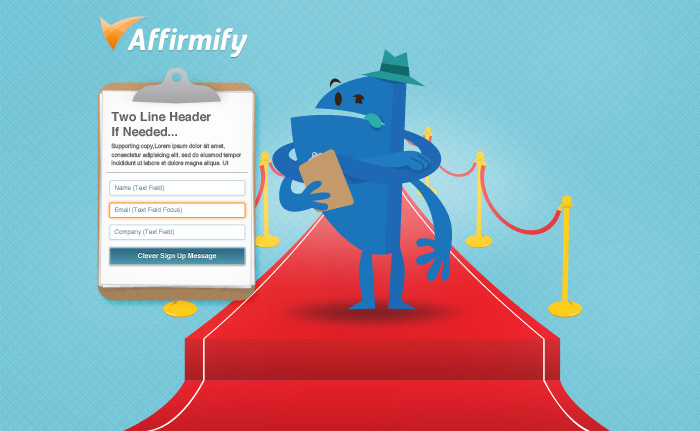 Affirmify
Two Line Header
If Needed...
Supporting copy,Lorem ipsum dolor sit amet,
consectetur adipisicing elit, sed do eiusmod tempor
incididunt ut labore et dolore magna aliqua. Ut
Name (Text Field)
Email (Text Field Focus)
Company (Text Field)
Clever Sign Up Message